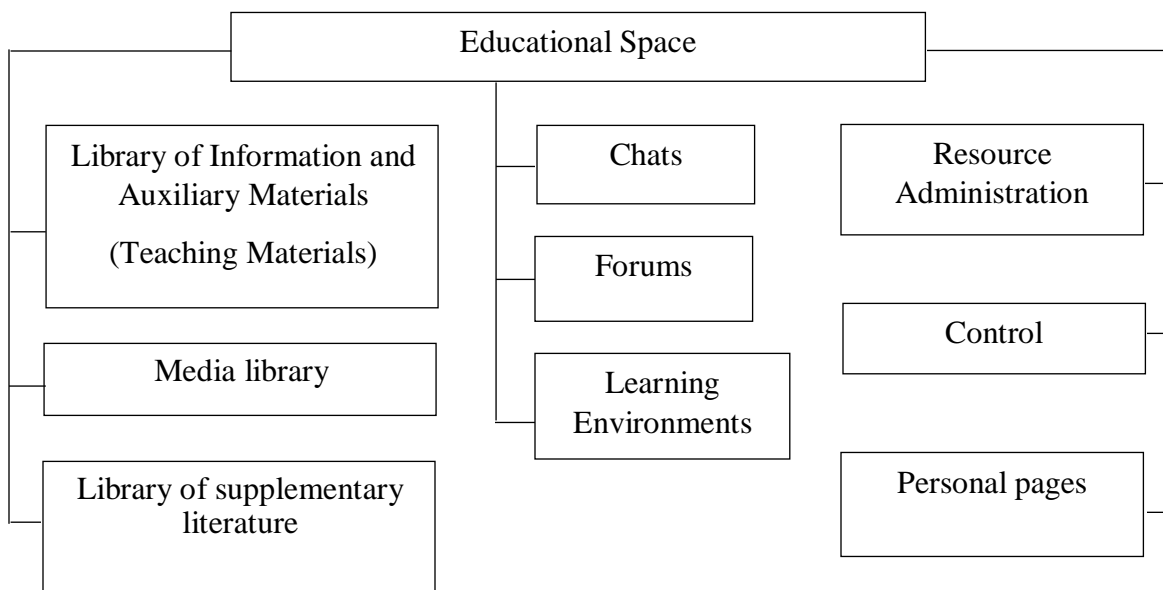 Educational Space
Library of Information and
Auxiliary Materials
(Teaching Materials)
Media library
Library of supplementary
literature
Chats
Forums
Learning
Environments
Resource
Administration
Control
Personal pages